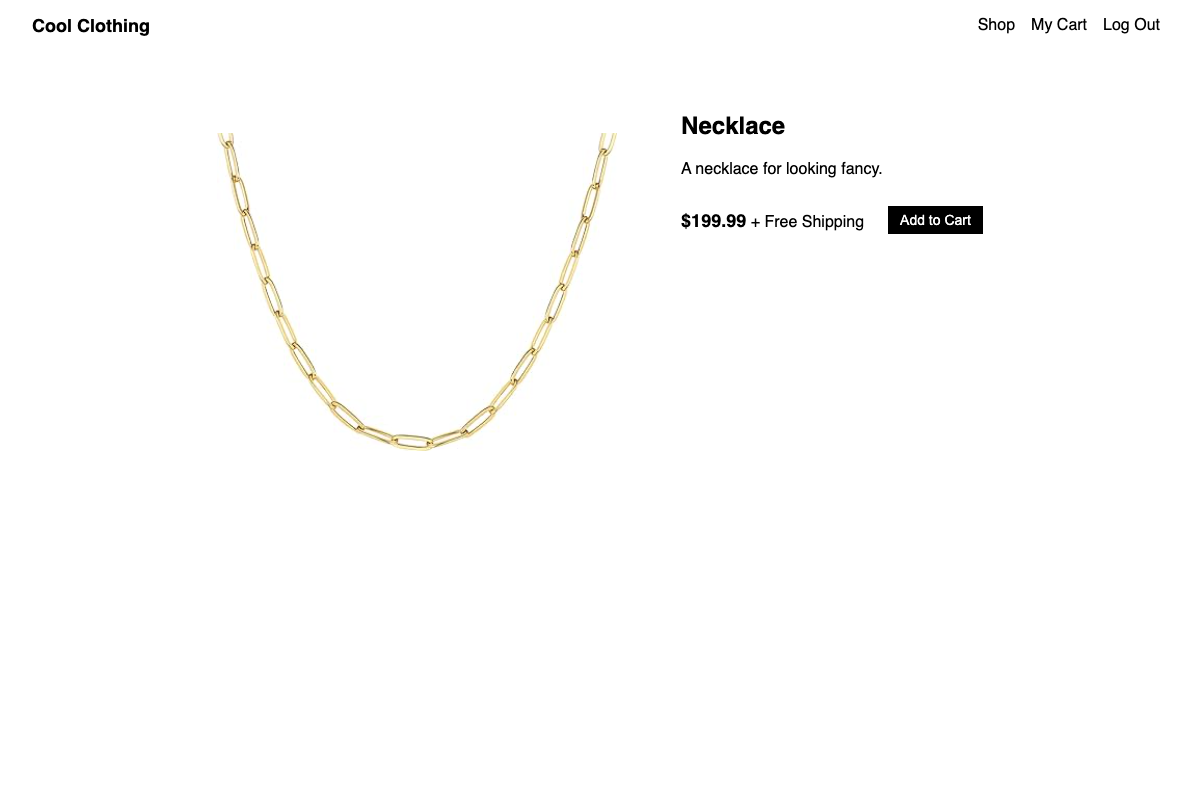 Cool Clothing
Shop My Cart Log Out
Necklace
A necklace for looking fancy.
$199.99 + Free Shipping Add to Cart